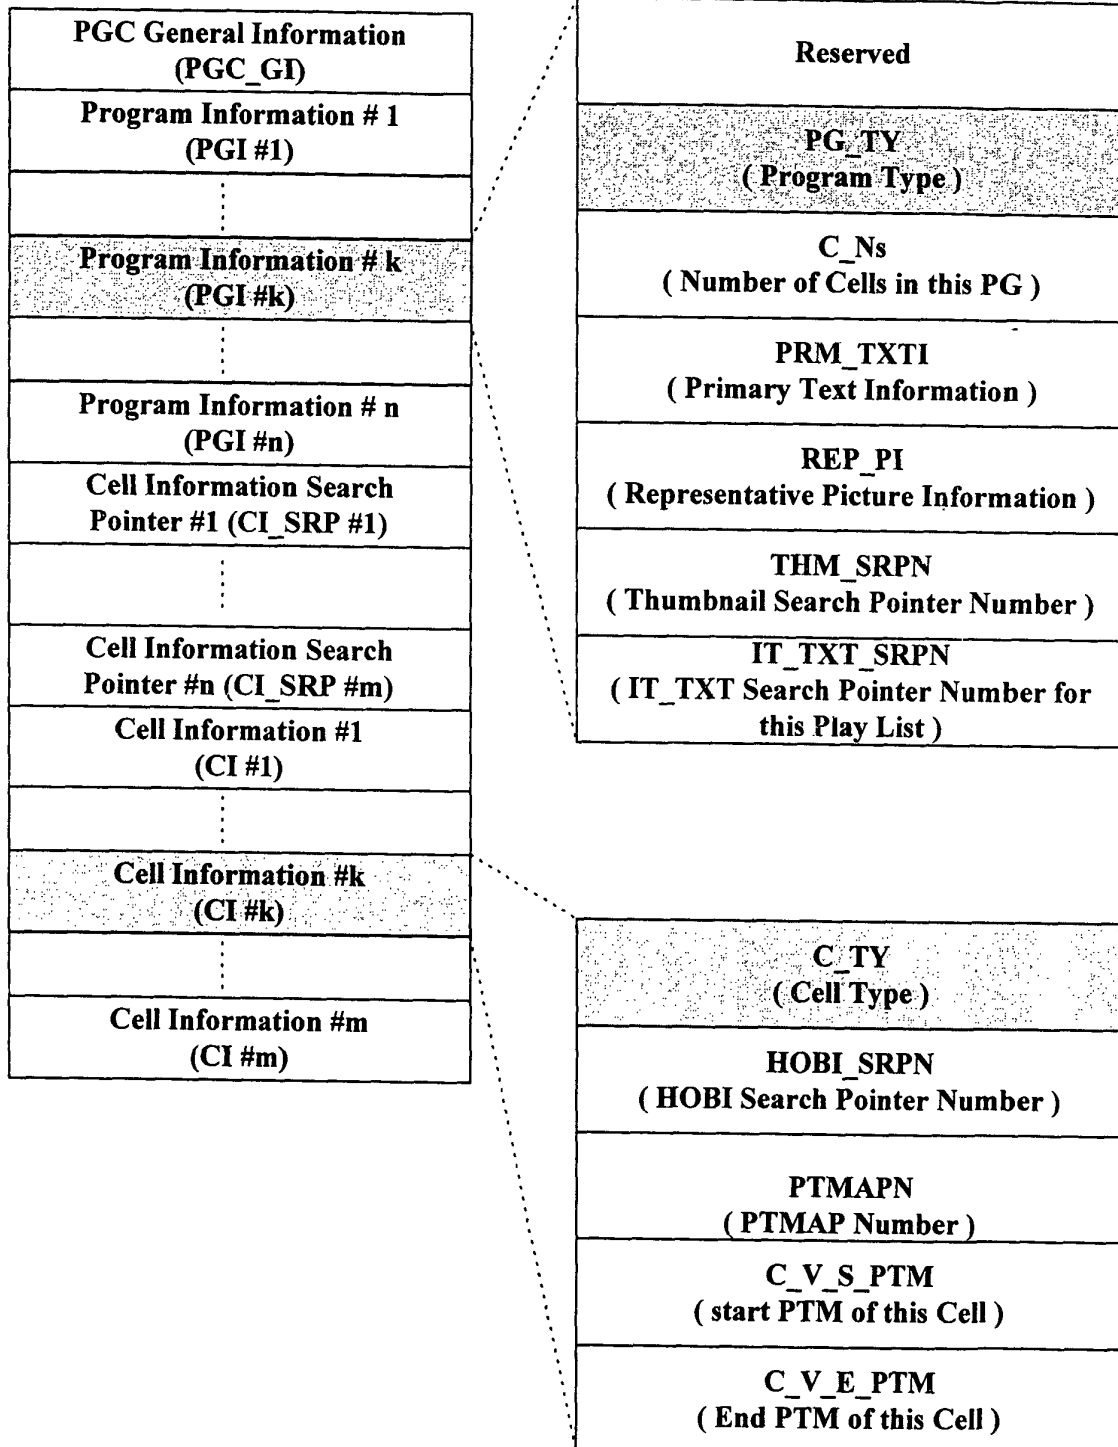 PGC General Information
(PGC_GI)
Program Information # 1
(PGI #1)
Program Information # k
(PGI #k)
Program Information # n
(PGI #n)
Cell Information Search
Pointer #1 (CI_SRP #1)
Cell Information Search
Pointer #n (CI_SRP #m)
Cell Information #1
(CI #1)
Cell Information #k
(CI #k)
Cell Information #m
(CI #m)
Reserved
PG_TY
( Program Type )
C_Ns
( Number of Cells in this PG )
PRM_TXTI
( Primary Text Information )
REP_PI
( Representative Picture Information )
THM_SRPN
( Thumbnail Search Pointer Number )
IT_TXT_SRPN
( IT_TXT Search Pointer Number for
this Play List )
C_TY
( Cell Type )
HOBI_SRPN
( HOBI Search Pointer Number )
PTMAPN
( PTMAP Number )
C_V_S_PTM
( start PTM of this Cell )
C_V_E_PTM
( End PTM of this Cell )